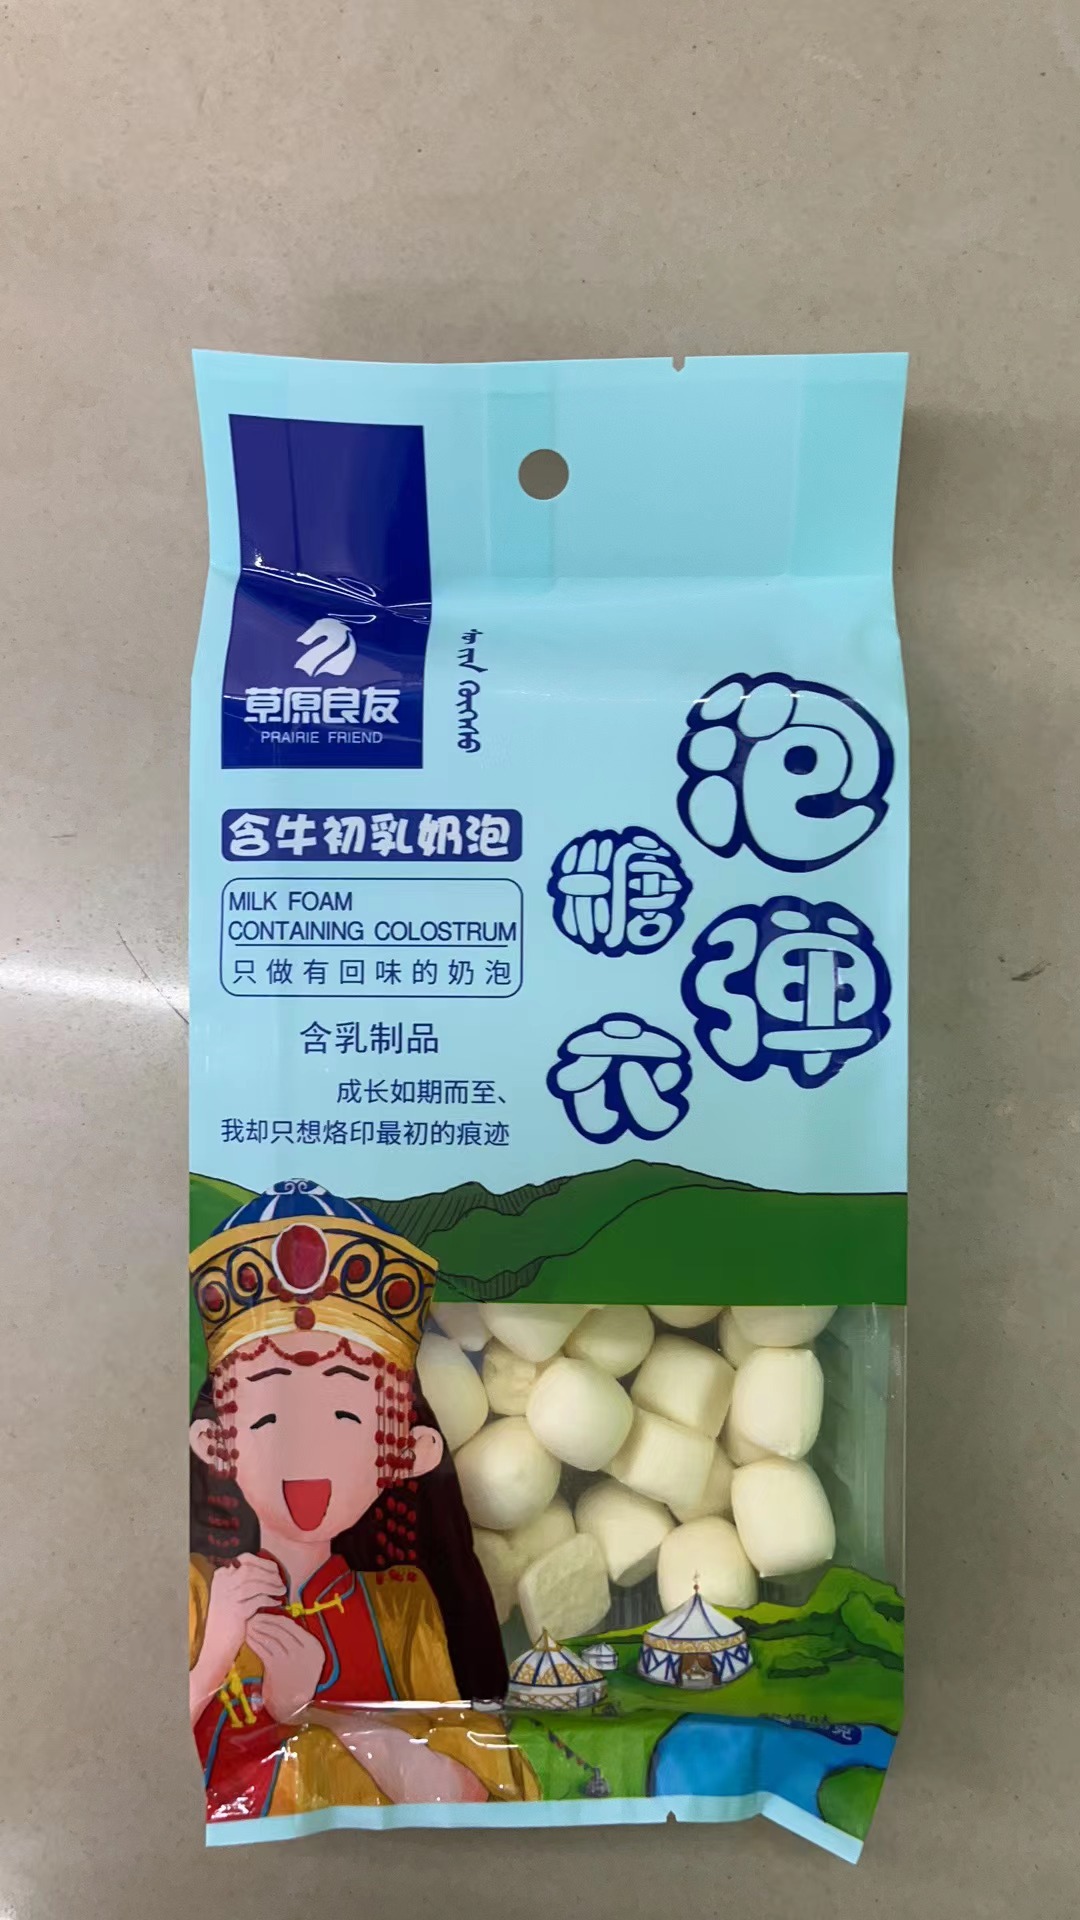 草原良友
PRAIRIE FRIEND
含牛初乳奶泡
MILK FOAM
CONTAINING COLOSTRUM
只做有回味的奶泡
含乳制品
成长如期而至、
我却只想烙印最初的痕迹
糖衣
泡弹